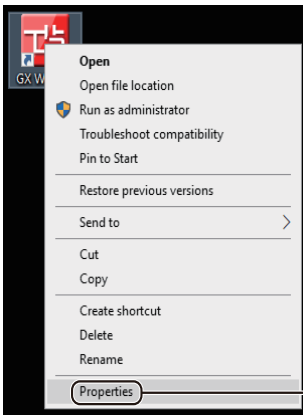 GX W
Open
Open file location
Run as administrator
Troubleshoot compatibility
Pin to Start
Restore previous versions
Send to
Cut
Copy
Create shortcut
Delete
Rename
Properties